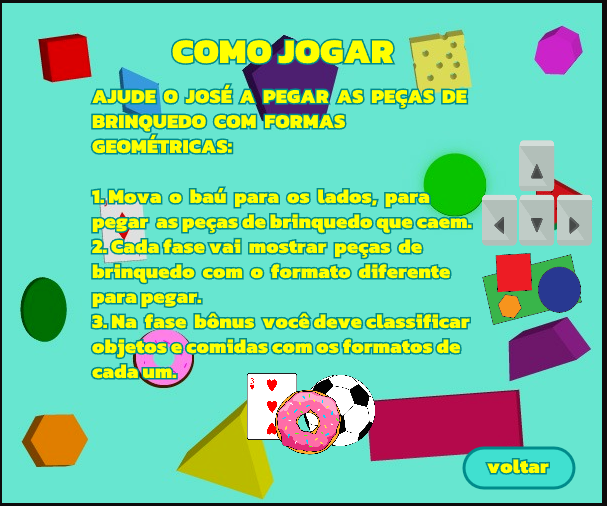 COMO JOGAR
AJUDE O JOSÉ A PEGAR AS PEÇAS DE
BRINQUEDO COM FORMAS
GEOMÉTRICAS:
1. Mova o baú para os lados, para
pegar as peças de brinquedo que caem.
2. Cada fase vai mostrar peças de
brinquedo com o formato diferente
para pegar.
3. Na fase bônus você deve classificar
objetos e comidas com os formatos de
cada um.
3
voltar